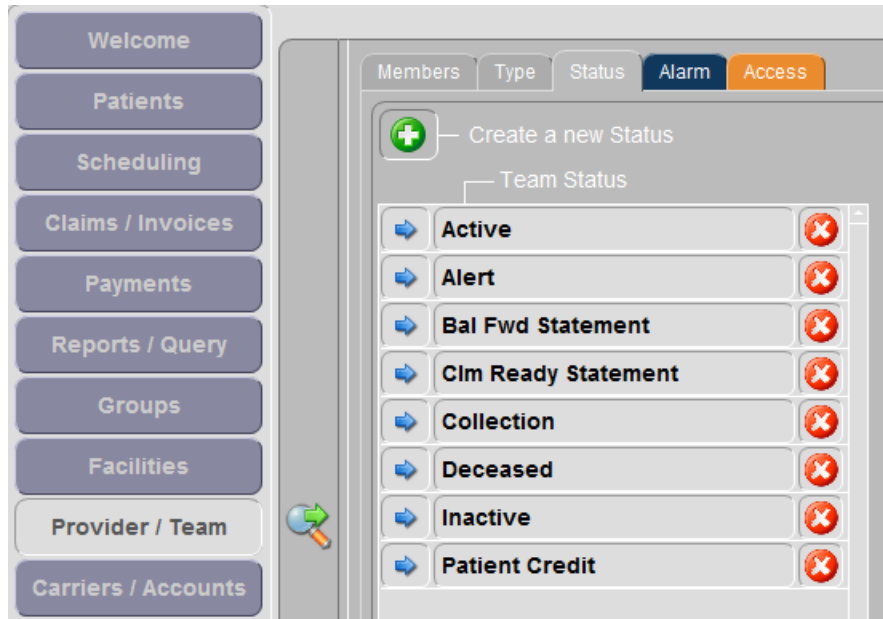 Welcome
Patients
Scheduling
Claims / Invoices
Payments
Reports / Query
Groups
Facilities
Provider / Team
Carriers / Accounts
Members Type Status Alarm Access
Create a new Status
Team Status
Active
Alert
Bal Fwd Statement
Clm Ready Statement
Collection
Deceased
Inactive
Patient Credit